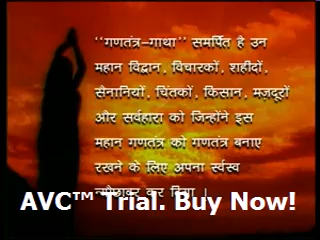 “गणतंत्र-गाथा” समर्पित है उन
महान विद्वान, विचारकों, शहीदों,
सेनानियों, चिंतकों, किसान, मज़दूरों
और सर्वहारा को जिन्होंने इस
महान गणतंत्र को गणतंत्र बनाए
रखने के लिए अपना र्स्वस्व
न्यौछावर कर दिया ।
AVC™ Trial. Buy Now!